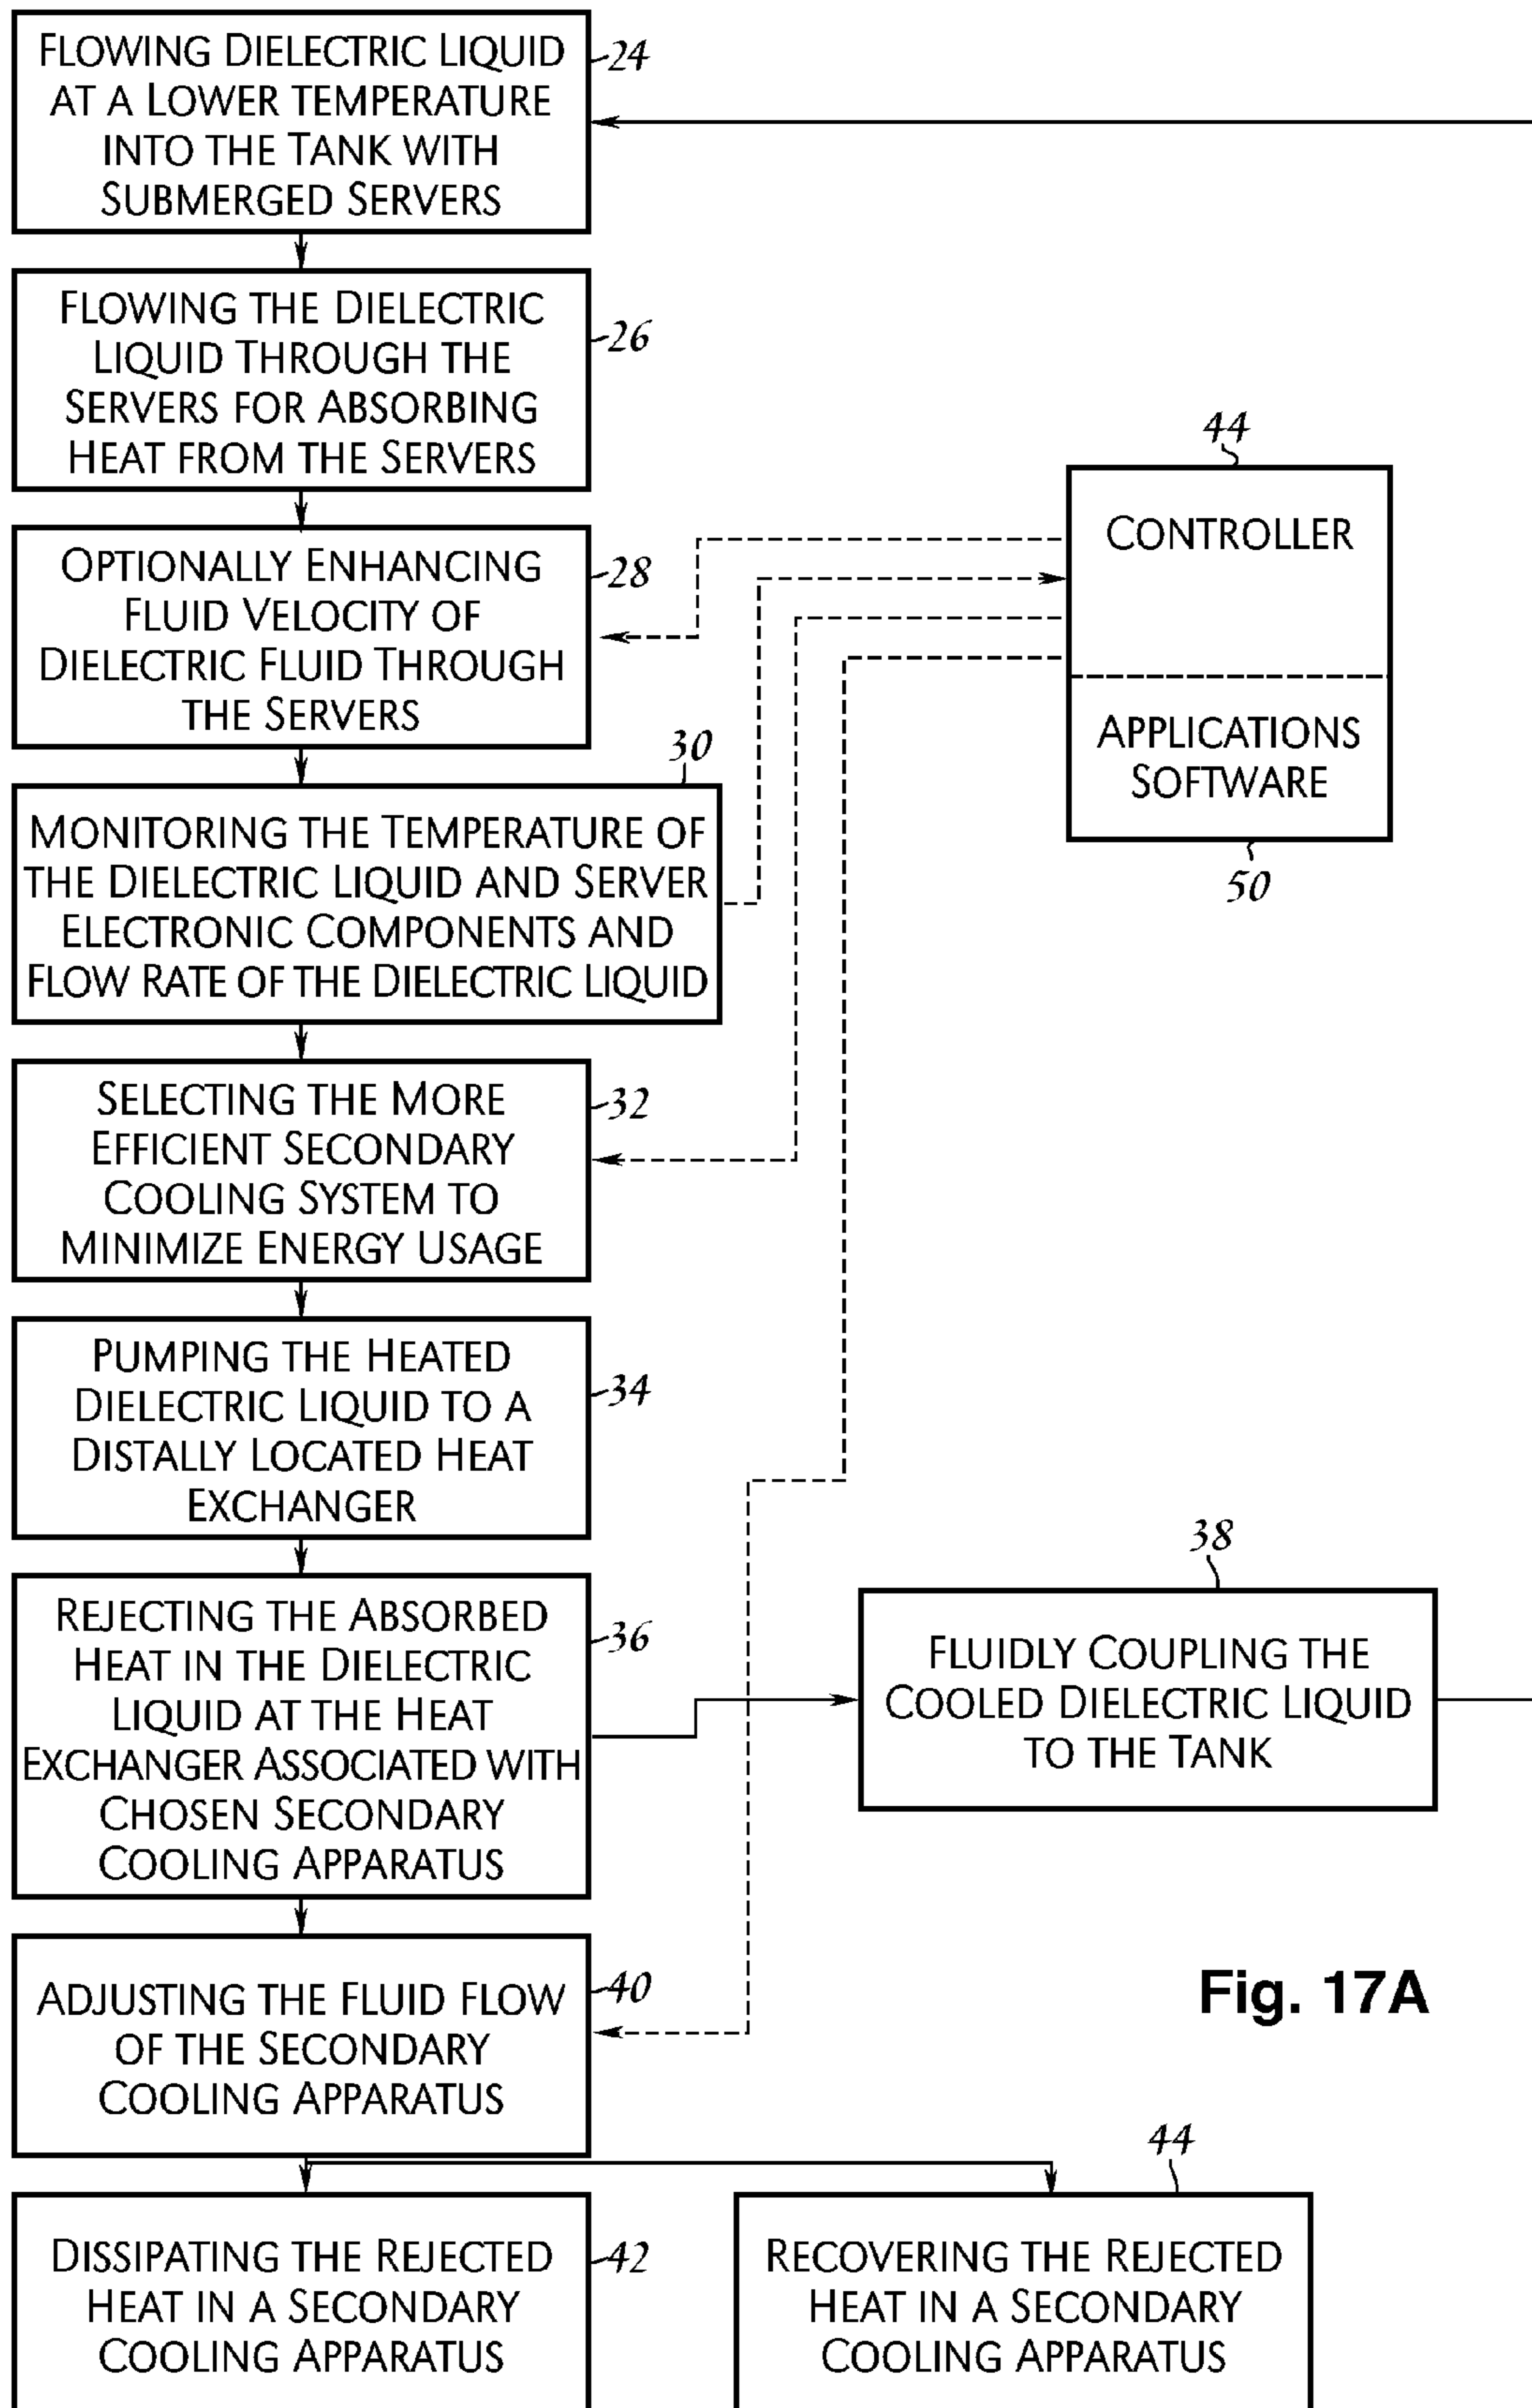 FLOWING DIELECTRIC LIQUID
AT A LOWER TEMPERATURE
INTO THE TANK WITH
SUBMERGED SERVERS
24
FLOWING THE DIELECTRIC
LIQUID THROUGH THE
SERVERS FOR ABSORBING
HEAT FROM THE SERVERS
26
OPTIONALLY ENHANCING
FLUID VELOCITY OF
DIELECTRIC FLUID THROUGH
THE SERVERS
28
44
CONTROLLER
APPLICATIONS
SOFTWARE
50
30
MONITORING THE TEMPERATURE OF
THE DIELECTRIC LIQUID AND SERVER
ELECTRONIC COMPONENTS AND
FLOW RATE OF THE DIELECTRIC LIQUID
SELECTING THE MORE
EFFICIENT SECONDARY
COOLING SYSTEM TO
MINIMIZE ENERGY USAGE
32
PUMPING THE HEATED
DIELECTRIC LIQUID TO A
DISTALLY LOCATED HEAT
EXCHANGER
34
REJECTING THE ABSORBED
HEAT IN THE DIELECTRIC
LIQUID AT THE HEAT
EXCHANGER ASSOCIATED WITH
CHOSEN SECONDARY
COOLING APPARATUS
36
38
FLUIDLY COUPLING THE
COOLED DIELECTRIC LIQUID
TO THE TANK
ADJUSTING THE FLUID FLOW
OF THE SECONDARY
COOLING APPARATUS
40
Fig. 17A
DISSIPATING THE REJECTED
HEAT IN A SECONDARY
COOLING APPARATUS
42
44
RECOVERING THE REJECTED
HEAT IN A SECONDARY
COOLING APPARATUS